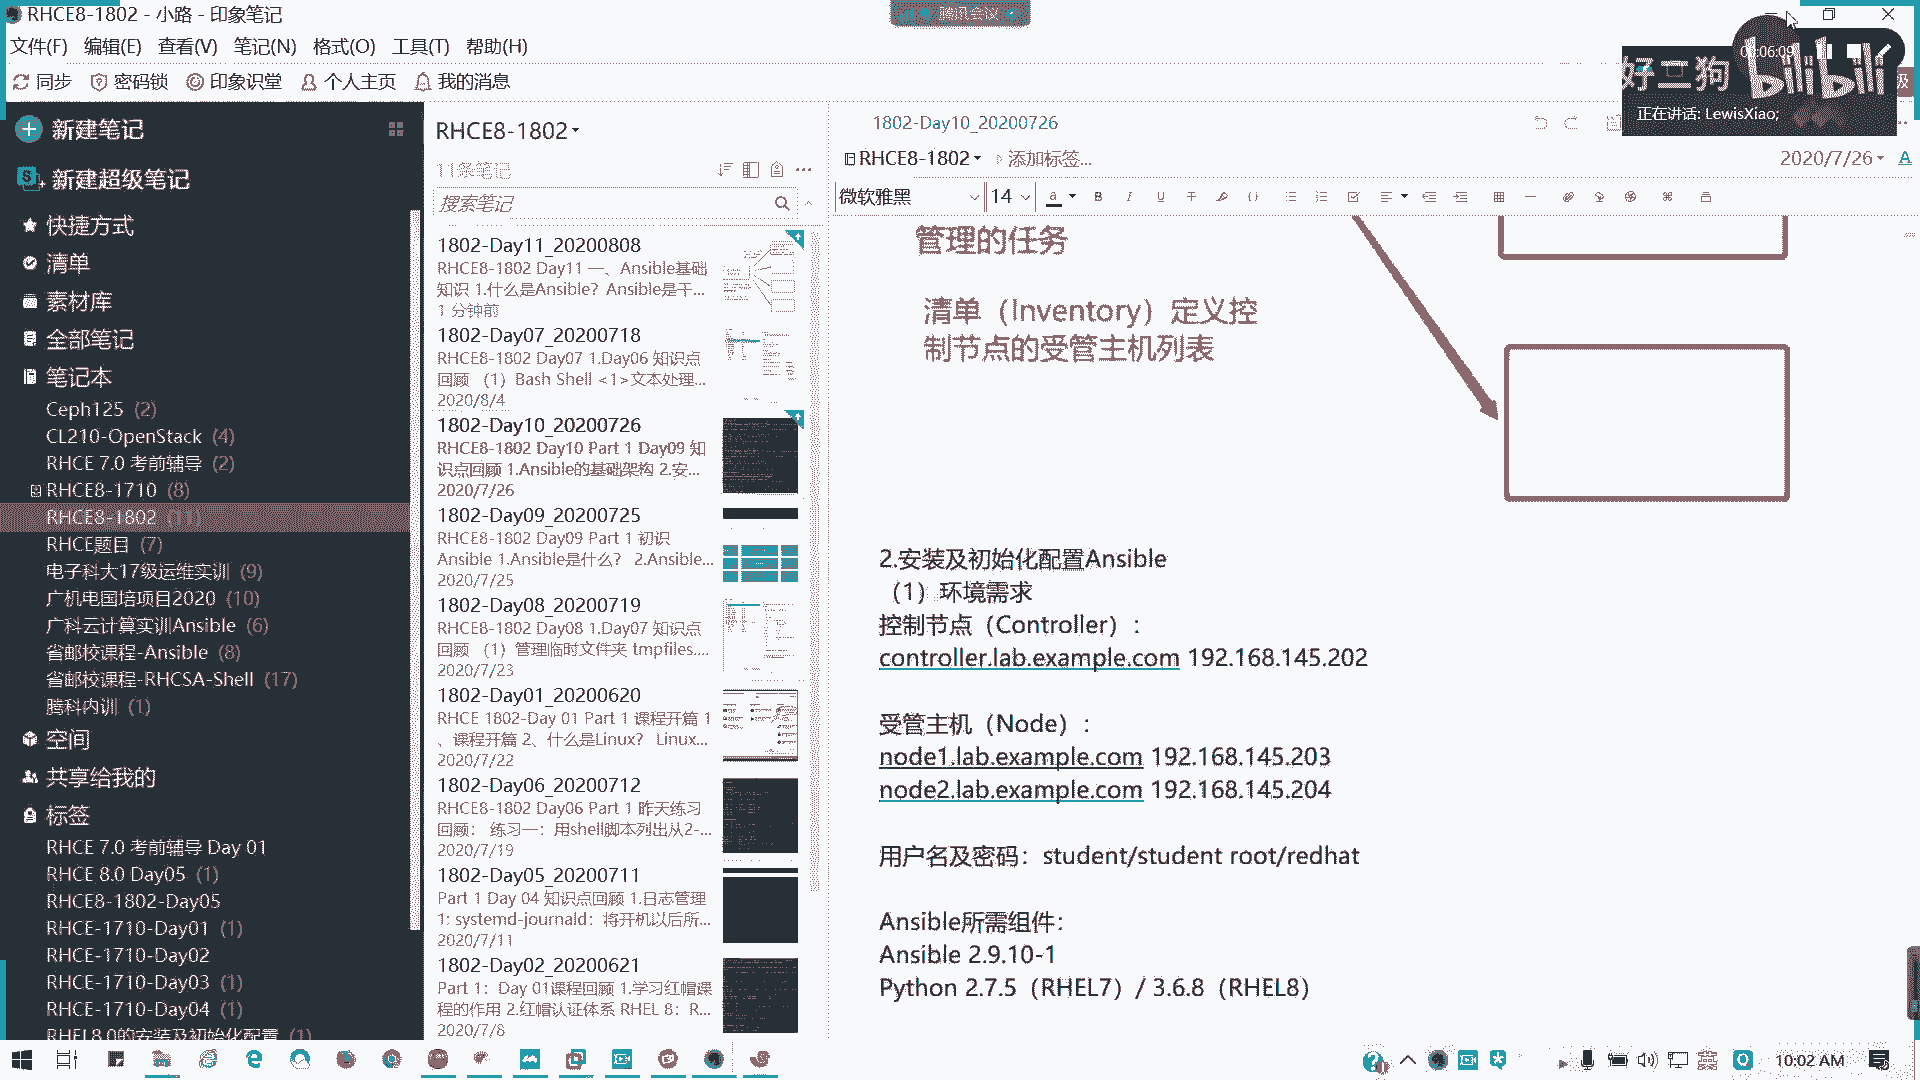 RHCE8-1802 - 小路 - 印象笔记
腾讯会议
文件(F) 编辑(E) 查看(V) 笔记(N) 格式(O) 工具(T) 帮助(H)
同步 密码锁 印象识堂 个人主页 我的消息
00:06:09
好二狗 bilibili
正在讲话: LewisXiao;
新建笔记
新建超级笔记
快捷方式
清单
素材库
全部笔记
笔记本
Ceph125 (2)
CL210-OpenStack (4)
RHCE 7.0 考前辅导 (2)
RHCE8-1710 (8)
RHCE8-1802 (11)
RHCE题目 (7)
电子科大17级运维实训 (9)
广机电国培项目2020 (10)
广科云计算实训Ansible (6)
省邮校课程-Ansible (8)
省邮校课程-RHCSA-Shell (17)
腾科内训 (1)
空间
共享给我的
标签
RHCE 7.0 考前辅导 Day 01
RHCE 8.0 Day05 (1)
RHCE8-1802-Day05
RHCE-1710-Day01 (1)
RHCE-1710-Day02
RHCE-1710-Day03 (1)
RHCE-1710-Day04 (1)
RHEL8.0的安装及初始化配置 (1)
RHCE8-1802
11条笔记
搜索笔记
1802-Day11_20200808
RHCE8-1802 Day11 一、Ansible基础
知识 1.什么是Ansible？Ansible是干...
1 分钟前
1802-Day07_20200718
RHCE8-1802 Day07 1.Day06 知识点
回顾 （1）Bash Shell <1>文本处理...
2020/8/4
1802-Day10_20200726
RHCE8-1802 Day10 Part 1 Day09 知
识点回顾 1.Ansible的基础架构 2.安...
2020/7/26
1802-Day09_20200725
RHCE8-1802 Day09 Part 1 初识
Ansible 1.Ansible是什么？ 2.Ansible...
2020/7/25
1802-Day08_20200719
RHCE8-1802 Day08 1.Day07 知识点
回顾 （1）管理临时文件夹 tmpfiles....
2020/7/23
1802-Day01_20200620
RHCE 1802-Day 01 Part 1 课程开篇 1
、课程开篇 2、什么是Linux？ Linux...
2020/7/22
1802-Day06_20200712
RHCE8-1802 Day06 Part 1 昨天练习
回顾： 练习一：用shell脚本列出从2-...
2020/7/19
1802-Day05_20200711
Part 1 Day 04 知识点回顾 1.日志管理
1: systemd-journald：将开机以后所...
2020/7/11
1802-Day02_20200621
Part 1：Day 01课程回顾 1.学习红帽课
程的作用 2.红帽认证体系 RHEL 8：R...
2020/7/8
1802-Day10_20200726
RHCE8-1802 添加标签...
2020/7/26
微软雅黑 14
管理的任务
清单（Inventory）定义控
制节点的受管主机列表
2.安装及初始化配置Ansible
（1）环境需求
控制节点（Controller）：
controller.lab.example.com 192.168.145.202
受管主机（Node）：
node1.lab.example.com 192.168.145.203
node2.lab.example.com 192.168.145.204
用户名及密码：student/student root/redhat
Ansible所需组件：
Ansible 2.9.10-1
Python 2.7.5（RHEL7）/ 3.6.8（RHEL8）
10:02 AM